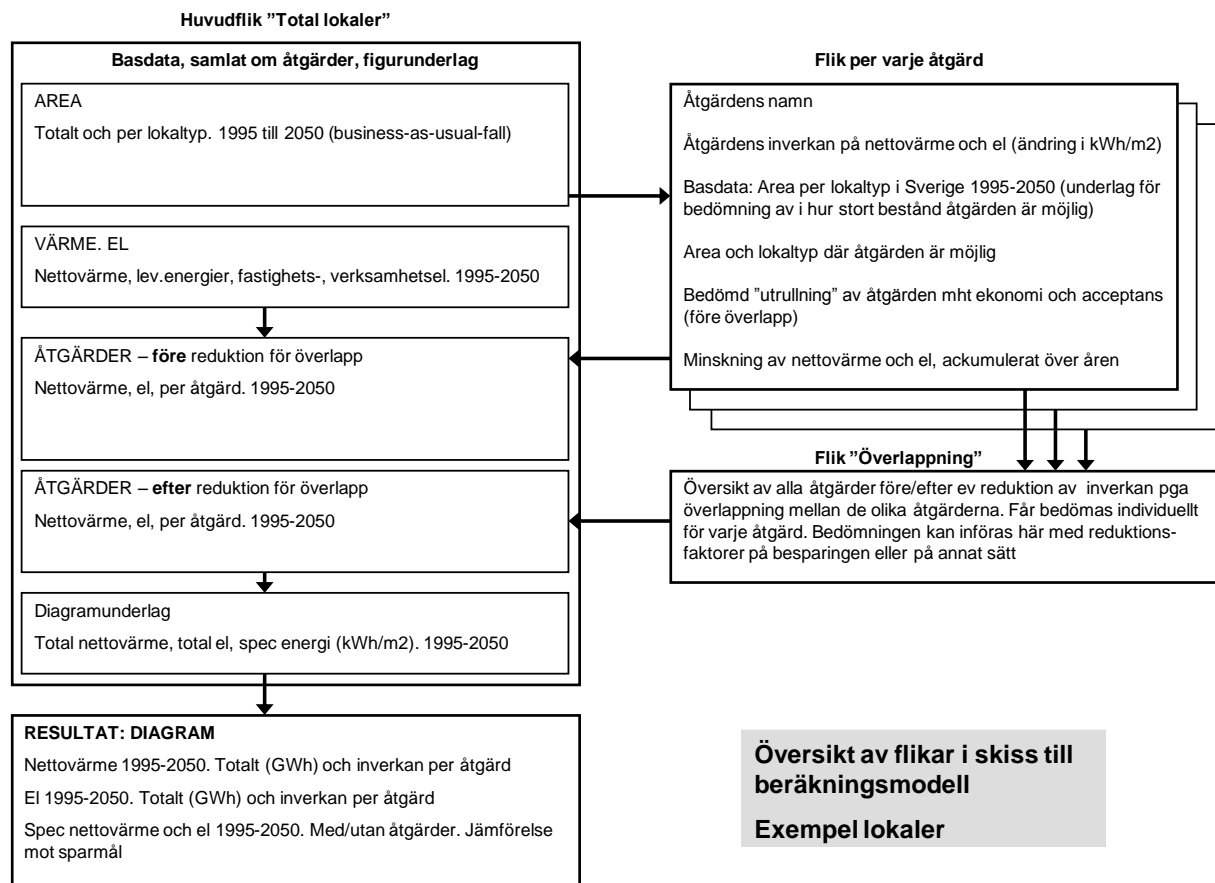 Huvudflik ”Total lokaler”
Basdata, samlat om åtgärder, figurunderlag
AREA
Totalt och per lokaltyp. 1995 till 2050 (business-as-usual-fall)
VÄRME. EL
Nettovärme, lev.energier, fastighets-, verksamhetsel. 1995-2050
ÅTGÄRDER – före reduktion för överlapp
Nettovärme, el, per åtgärd. 1995-2050
ÅTGÄRDER – efter reduktion för överlapp
Nettovärme, el, per åtgärd. 1995-2050
Diagramunderlag
Total nettovärme, total el, spec energi (kWh/m2). 1995-2050
RESULTAT: DIAGRAM
Nettovärme 1995-2050. Totalt (GWh) och inverkan per åtgärd
El 1995-2050. Totalt (GWh) och inverkan per åtgärd
Spec nettovärme och el 1995-2050. Med/utan åtgärder. Jämförelse
mot sparmål
Flik per varje åtgärd
Åtgärdens namn
Åtgärdens inverkan på nettovärme och el (ändring i kWh/m2)
Basdata: Area per lokaltyp i Sverige 1995-2050 (underlag för
bedömning av i hur stort bestånd åtgärden är möjlig)
Area och lokaltyp där åtgärden är möjlig
Bedömd ”utrullning” av åtgärden mht ekonomi och acceptans
(före överlapp)
Minskning av nettovärme och el, ackumulerat över åren
Flik ”Överlappning”
Översikt av alla åtgärder före/efter ev reduktion av inverkan pga
överlappning mellan de olika åtgärderna. Får bedömas individuellt
för varje åtgärd. Bedömningen kan införas här med reduktions-
faktorer på besparingen eller på annat sätt
Översikt av flikar i skiss till
beräkningsmodell
Exempel lokaler